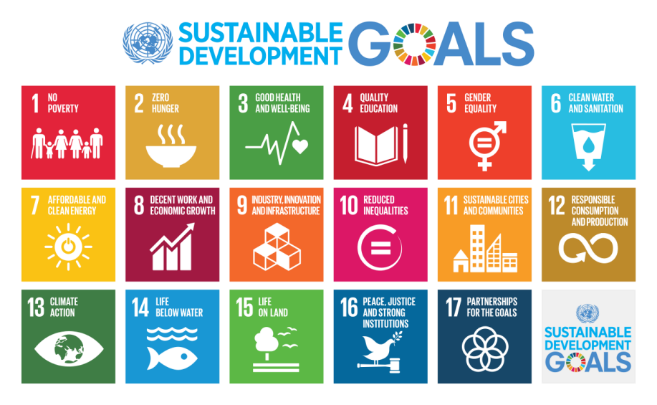 SUSTAINABLE
DEVELOPMENT
GOALS
1 NO
POVERTY
2 ZERO
HUNGER
3 GOOD HEALTH
AND WELL-BEING
4 QUALITY
EDUCATION
5 GENDER
EQUALITY
6 CLEAN WATER
AND SANITATION
7 AFFORDABLE AND
CLEAN ENERGY
8 DECENT WORK AND
ECONOMIC GROWTH
9 INDUSTRY, INNOVATION
AND INFRASTRUCTURE
10 REDUCED
INEQUALITIES
11 SUSTAINABLE CITIES
AND COMMUNITIES
12 RESPONSIBLE
CONSUMPTION
AND PRODUCTION
13 CLIMATE
ACTION
14 LIFE
BELOW WATER
15 LIFE
ON LAND
16 PEACE, JUSTICE
AND STRONG
INSTITUTIONS
17 PARTNERSHIPS
FOR THE GOALS
SUSTAINABLE
DEVELOPMENT
GOALS